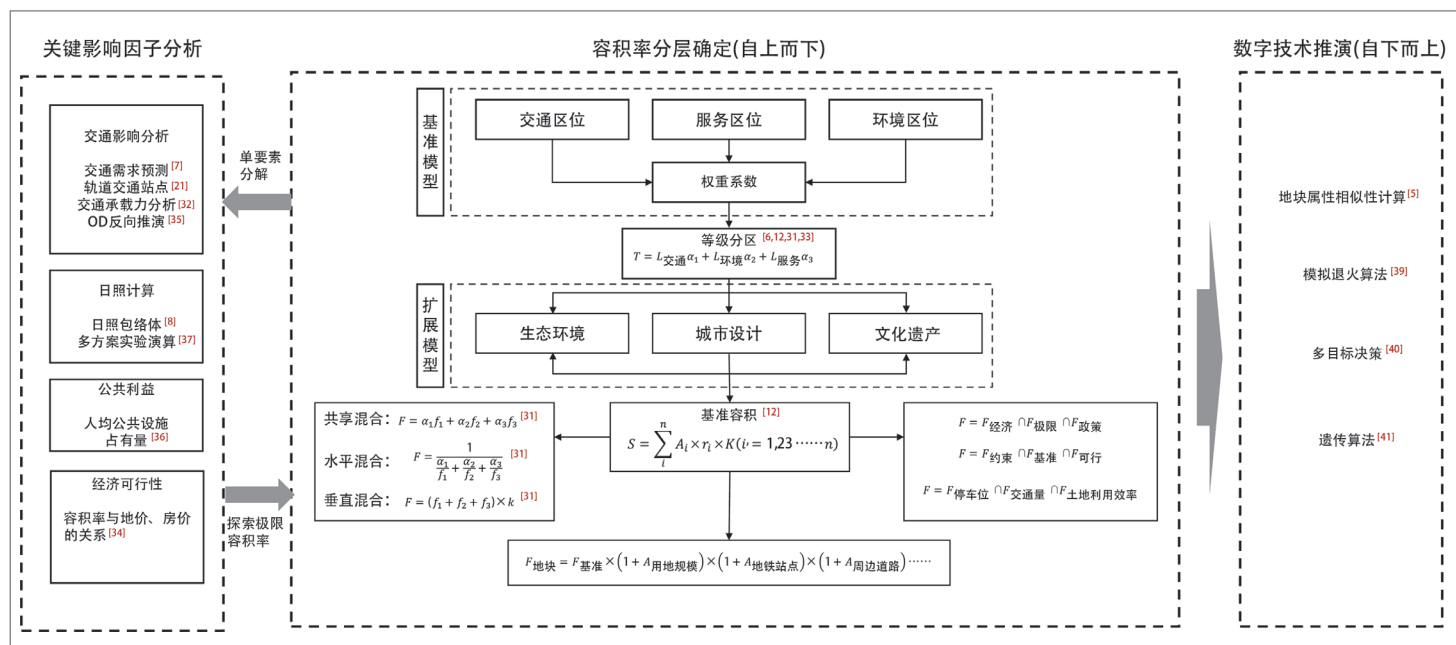 关键影响因子分析
交通影响分析
交通需求预测[7]
轨道交通站点[21]
交通承载力分析[32]
OD反向推演[35]
日照计算
日照包络体[8]
多方案实验演算[37]
公共利益
人均公共设施
占有量[36]
经济可行性
容积率与地价、房价
的关系[34]
单要素
分解
探索极限
容积率
容积率分层确定(自上而下)
基准模型
交通区位
服务区位
环境区位
权重系数
等级分区[6,12,31,33]
T = L交通α1 + L环境α2 + L服务α3
扩展模型
生态环境
城市设计
文化遗产
共享混合：F = α1f1 + α2f2 + α3f3[31]
水平混合：F = 1/(α1/f1 + α2/f2 + α3/f3)[31]
垂直混合：F = (f1 + f2 + f3) × k[31]
基准容积[12]
S = ∑_i^n A_i × r_i × K(i = 1,23······n)
F = F经济 ∩F极限 ∩F政策
F = F约束 ∩F基准 ∩F可行
F = F停车位 ∩F交通量 ∩F土地利用效率
F地块 = F基准 × (1 + A用地规模) × (1 + A地铁站点) × (1 + A周边道路)······
数字技术推演(自下而上)
地块属性相似性计算[5]
模拟退火算法[39]
多目标决策[40]
遗传算法[41]